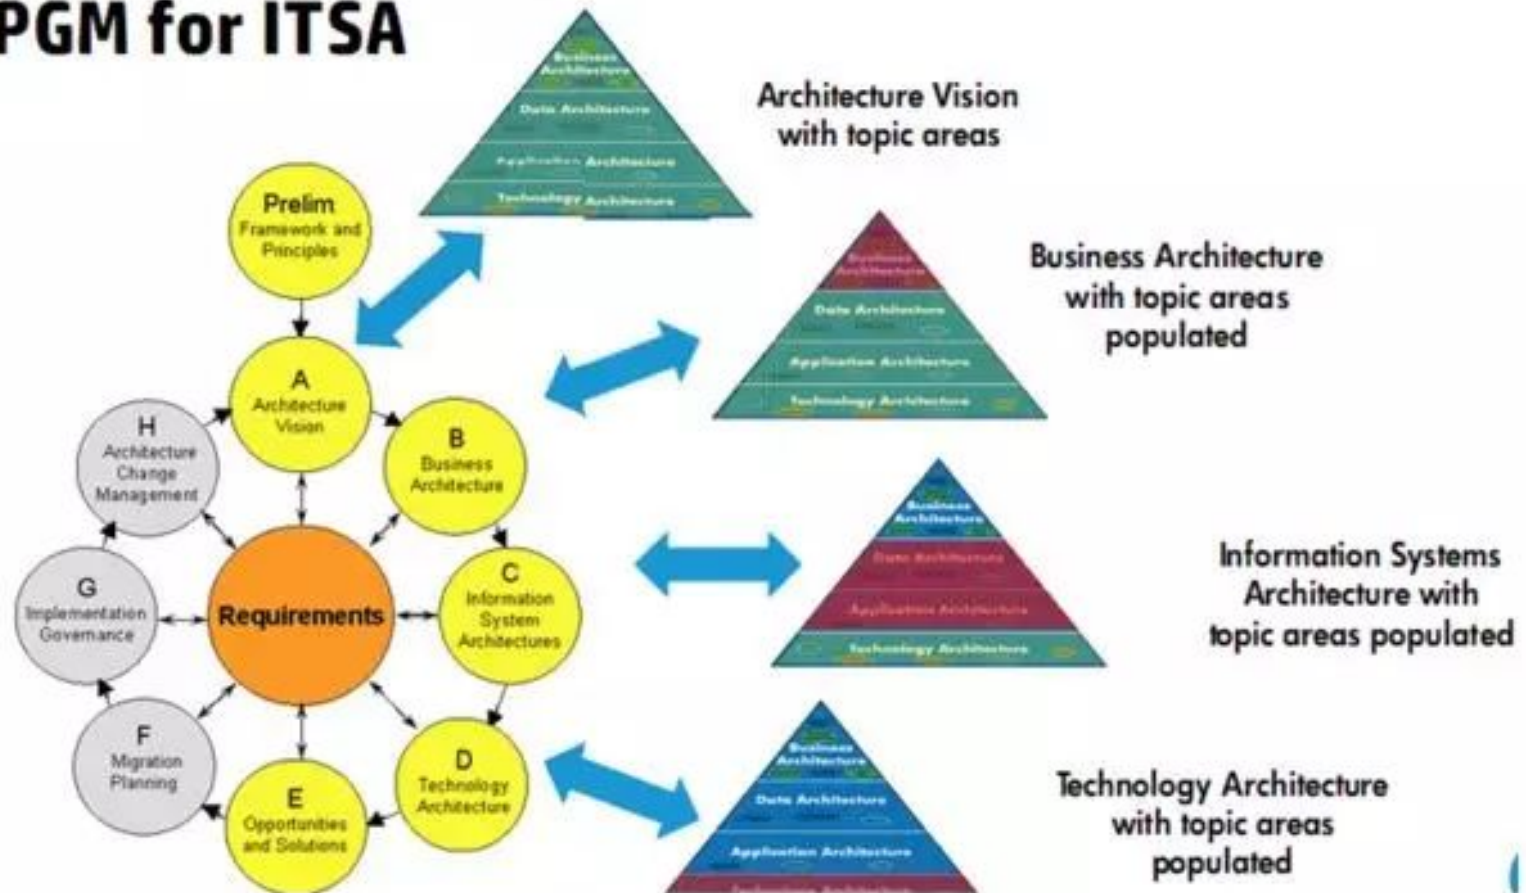 PGM for ITSA
Business
Architecture
Data Architecture
Application Architecture
Technology Architecture
Architecture Vision
with topic areas
Prelim
Framework and
Principles
Business
Architecture
Data Architecture
Application Architecture
Technology Architecture
Business Architecture
with topic areas
populated
A
Architecture
Vision
B
Business
Architecture
H
Architecture
Change
Management
Business
Architecture
Data Architecture
Application Architecture
Technology Architecture
Information Systems
Architecture with
topic areas populated
C
Information
System
Architectures
G
Implementation
Governance
Requirements
F
Migration
Planning
D
Technology
Architecture
E
Opportunities
and Solutions
Business
Architecture
Data Architecture
Application Architecture
Technology Architecture
Technology Architecture
with topic areas
populated